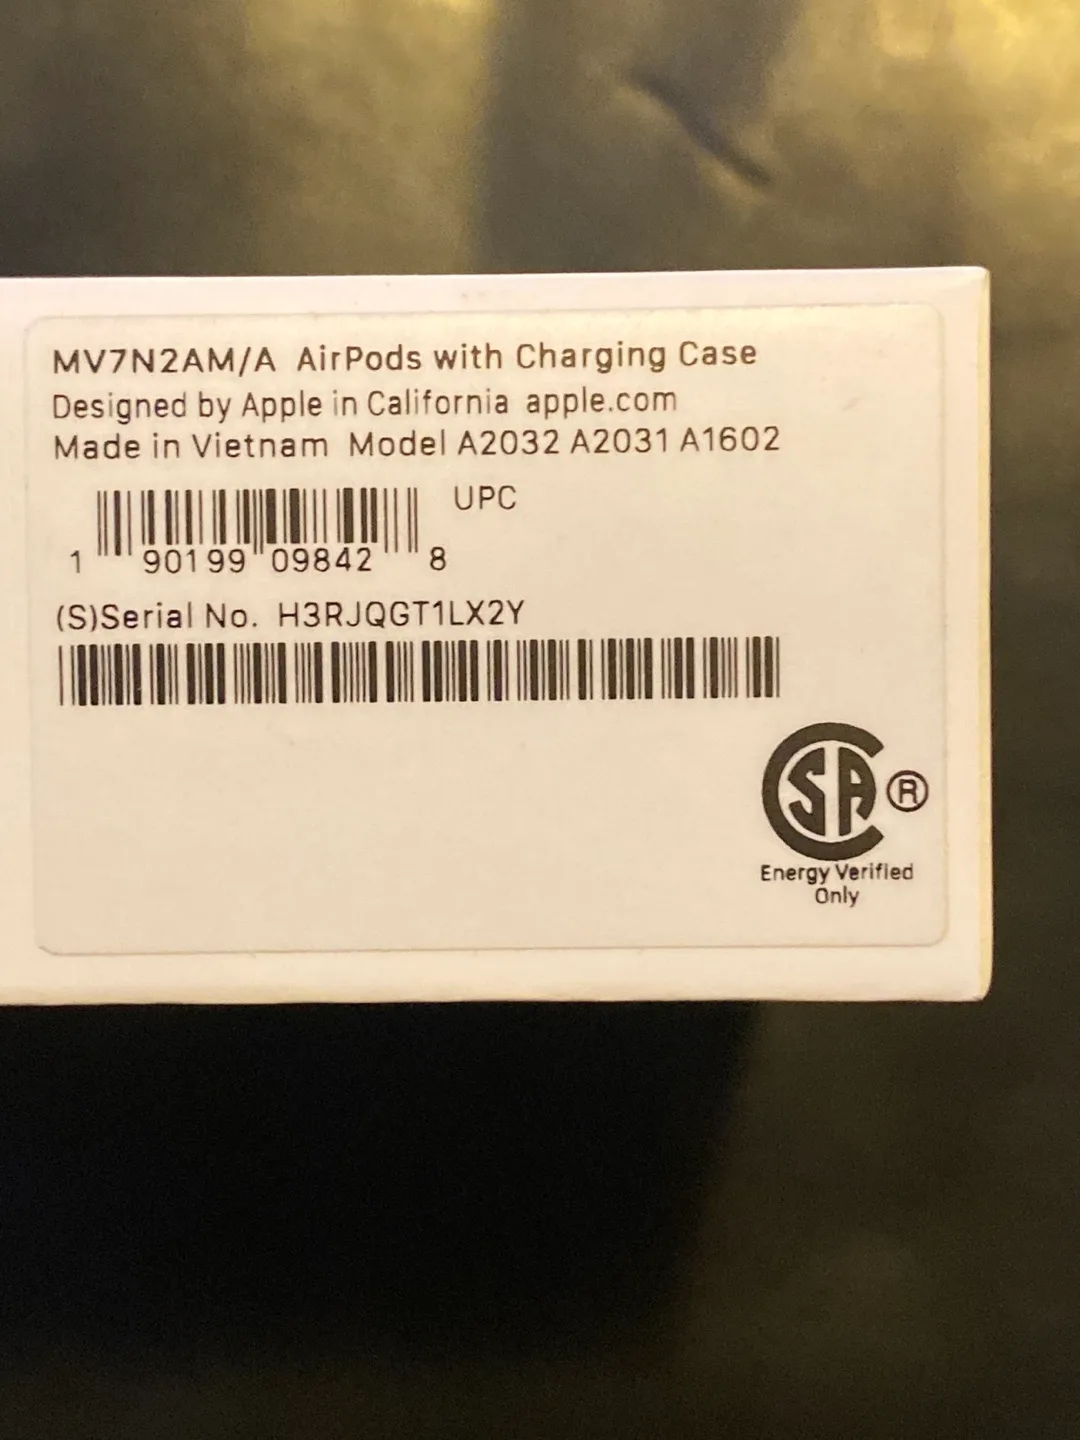 MV7N2AM/A AirPods with Charging Case
Designed by Apple in California apple.com
Made in Vietnam Model A2032 A2031 A1602
UPC
1 90199 09842 8
(S)Serial No. H3RJQGT1LX2Y
CSA ®
Energy Verified
Only